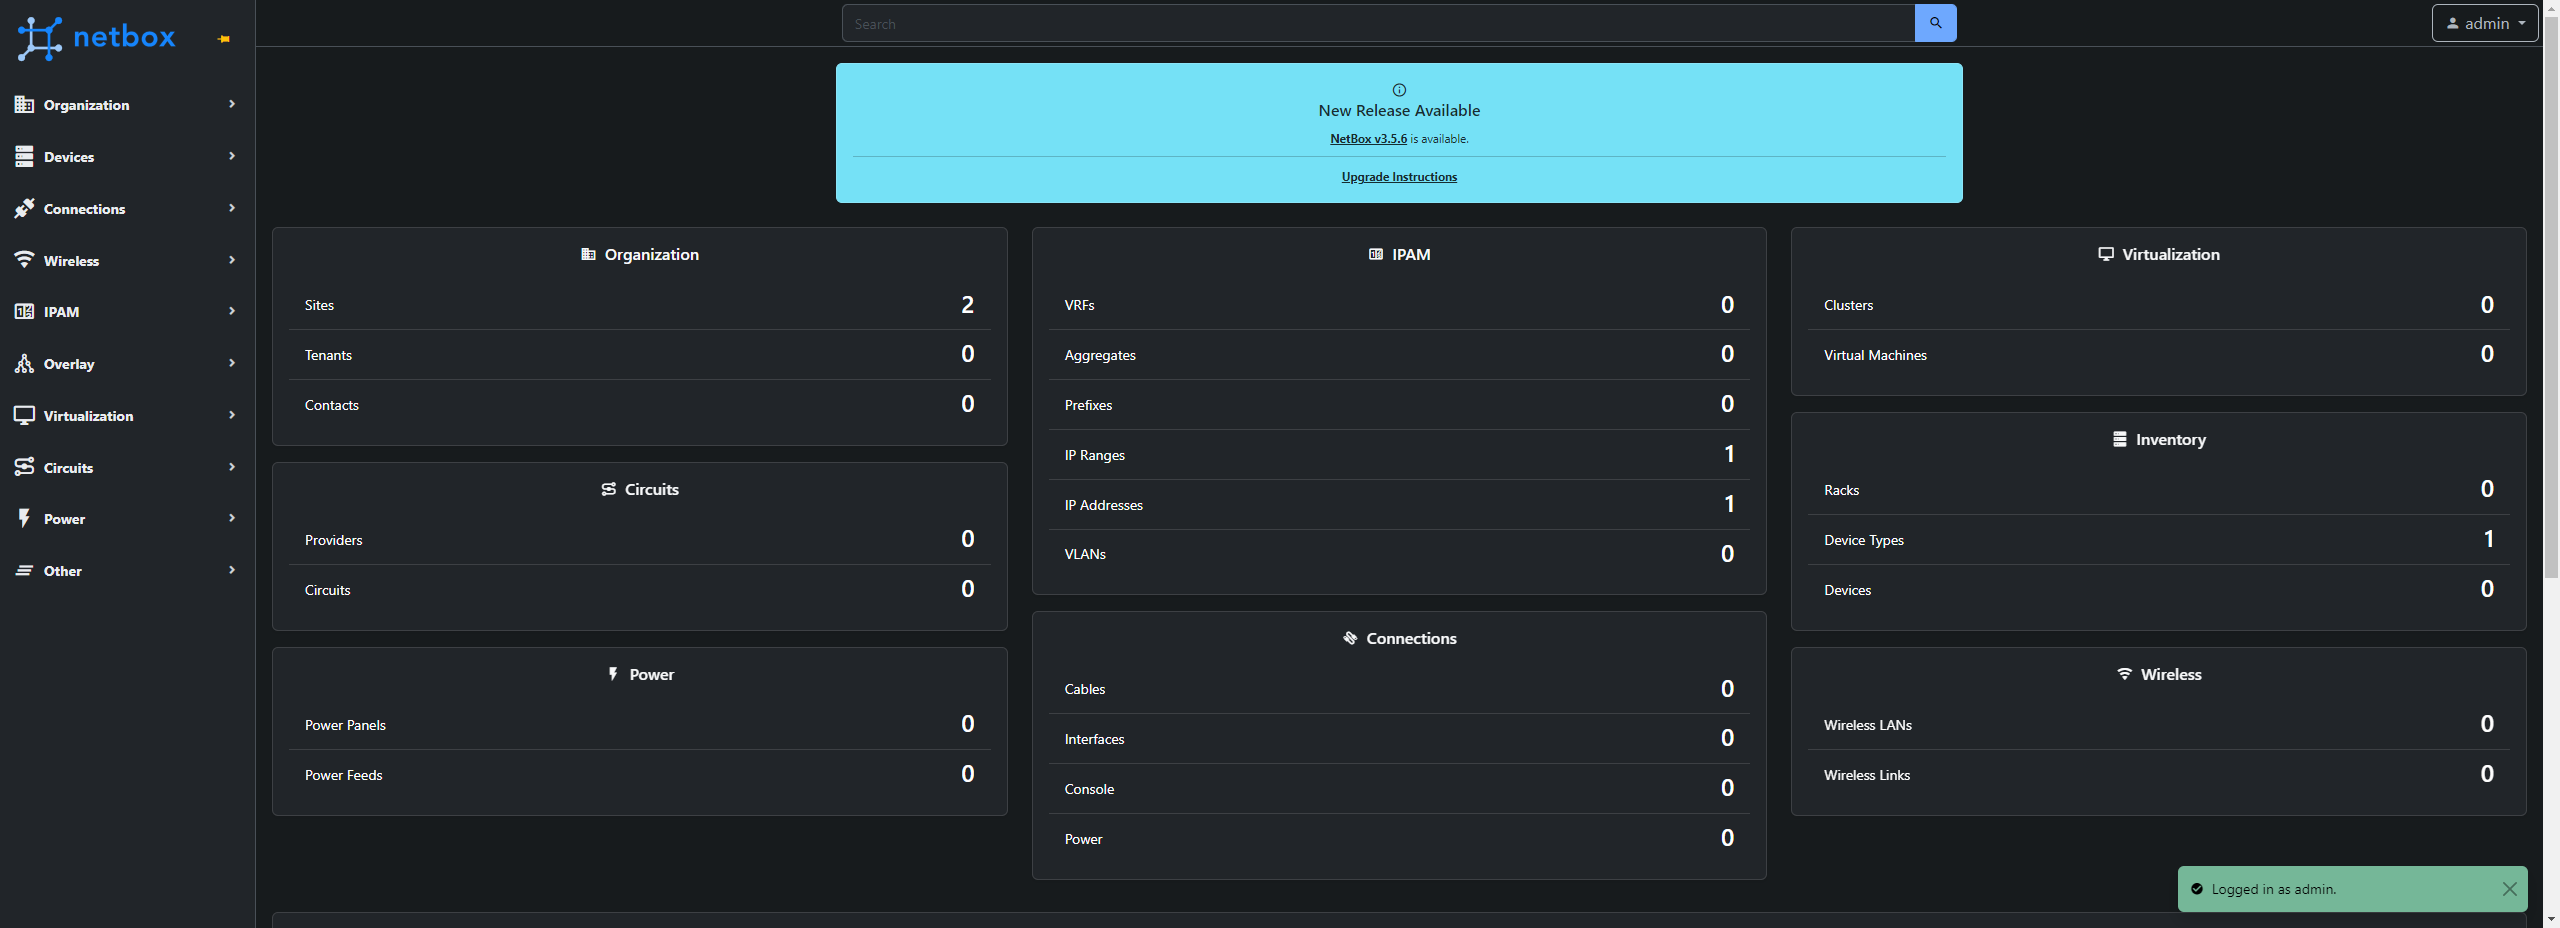 netbox
Search
admin
Organization
Devices
Connections
Wireless
IPAM
Overlay
Virtualization
Circuits
Power
Other
New Release Available
NetBox v3.5.6 is available.
Upgrade Instructions
Organization
Sites 2
Tenants 0
Contacts 0
Circuits
Providers 0
Circuits 0
Power
Power Panels 0
Power Feeds 0
IPAM
VRFs 0
Aggregates 0
Prefixes 0
IP Ranges 1
IP Addresses 1
VLANs 0
Connections
Cables 0
Interfaces 0
Console 0
Power 0
Virtualization
Clusters 0
Virtual Machines 0
Inventory
Racks 0
Device Types 1
Devices 0
Wireless
Wireless LANs 0
Wireless Links 0
Logged in as admin.